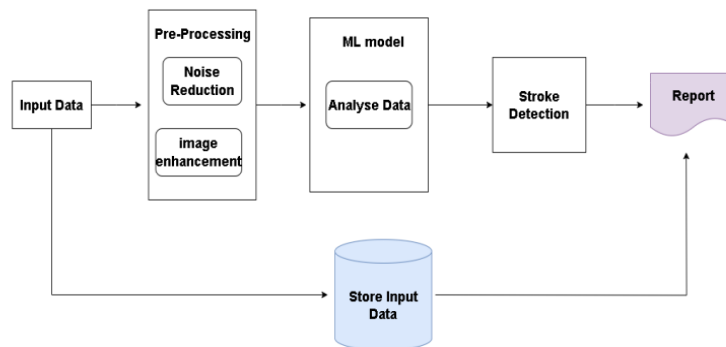 Pre-Processing
Noise
Reduction
image
enhancement
Input Data
ML model
Analyse Data
Stroke
Detection
Report
Store Input
Data